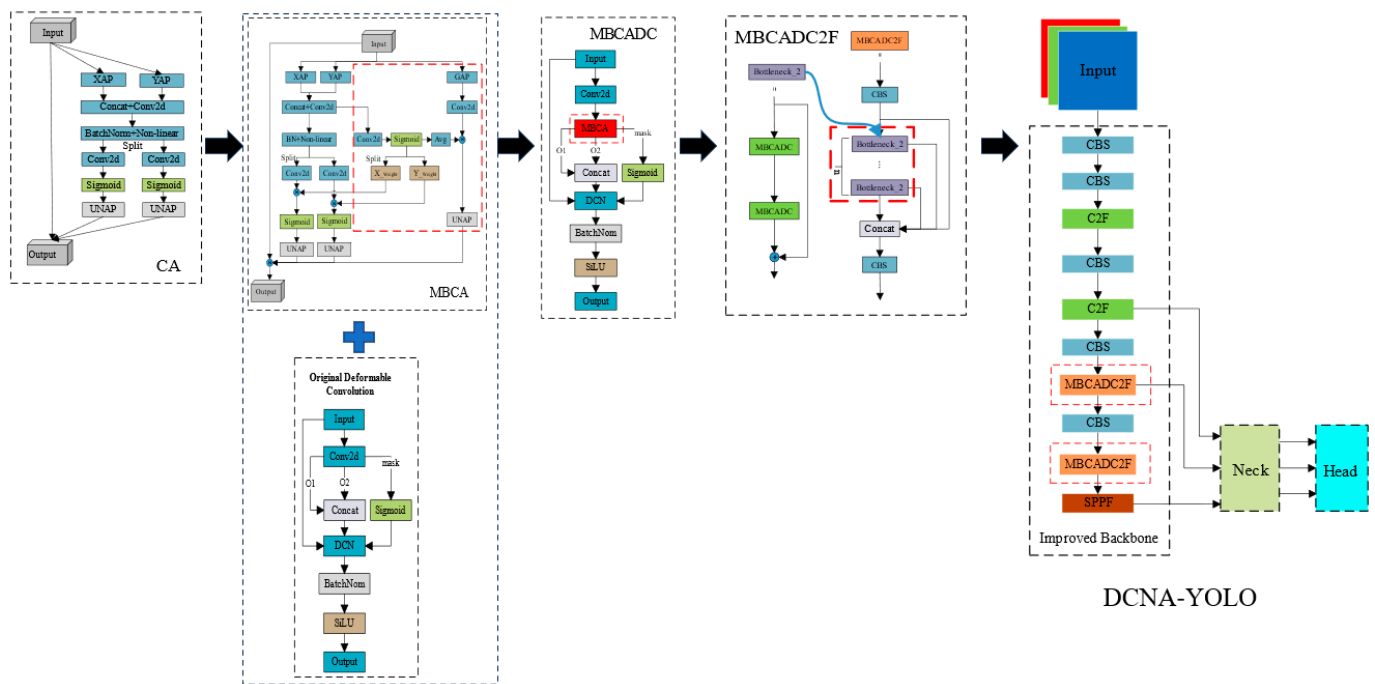 Input
XAP
YAP
Concat+Conv2d
BatchNorm+Non-linear
Split
Conv2d
Conv2d
Sigmoid
Sigmoid
UNAP
UNAP
Output
CA
Input
XAP
YAP
GAP
Concat+Conv2d
Conv2d
BN+Non-linear
Conv2d
Sigmoid
Avg
Split
Split
Conv2d
Conv2d
X_Weight
Y_Weight
Sigmoid
Sigmoid
UNAP
UNAP
UNAP
Output
MBCA
Original Deformable
Convolution
Input
Conv2d
mask
O1
O2
Concat
Sigmoid
DCN
BatchNom
SiLU
Output
MBCADC
Input
Conv2d
MBCA
mask
O1
O2
Concat
Sigmoid
DCN
BatchNom
SiLU
Output
MBCADC2F
MBCADC2F
Bottleneck_2
CBS
MBCADC
Bottleneck_2
n
Bottleneck_2
MBCADC
Concat
CBS
Input
CBS
CBS
C2F
CBS
C2F
CBS
MBCADC2F
CBS
MBCADC2F
SPPF
Improved Backbone
Neck
Head
DCNA-YOLO